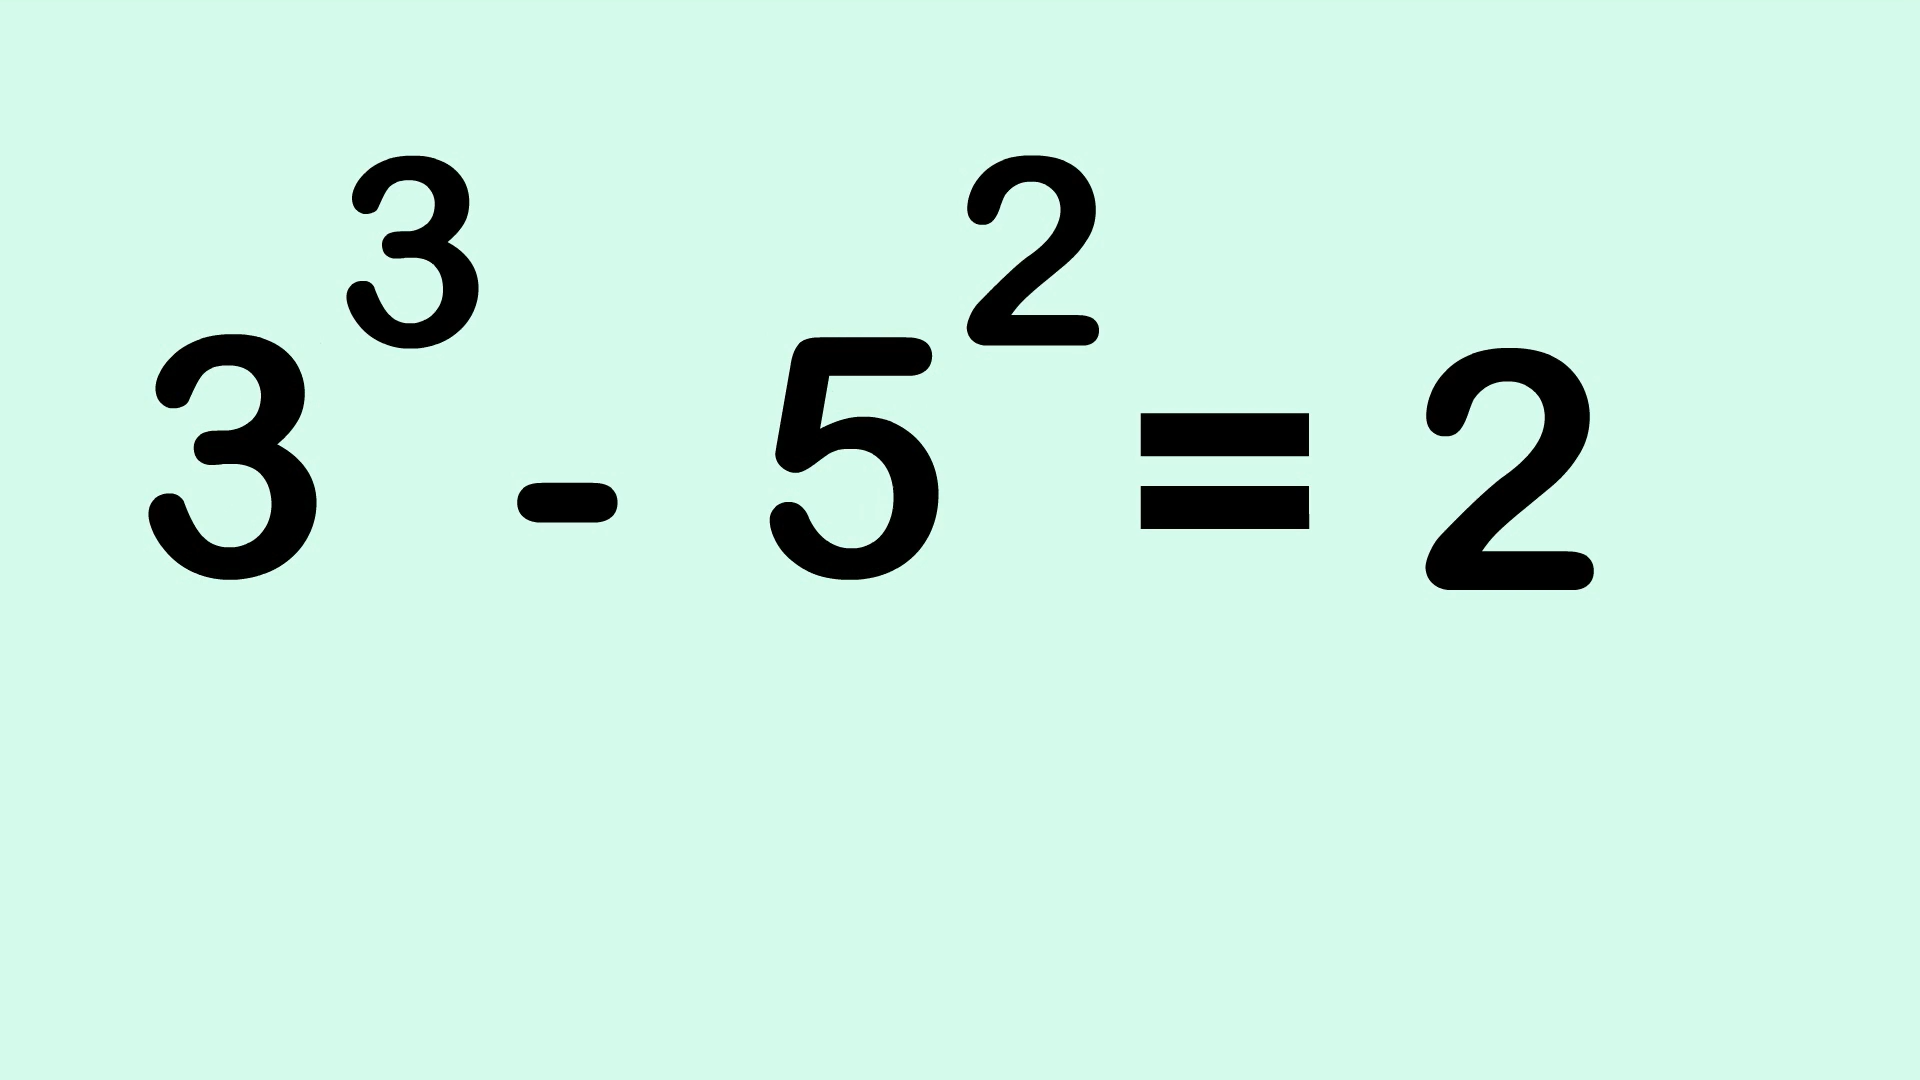 3³ - 5² = 2